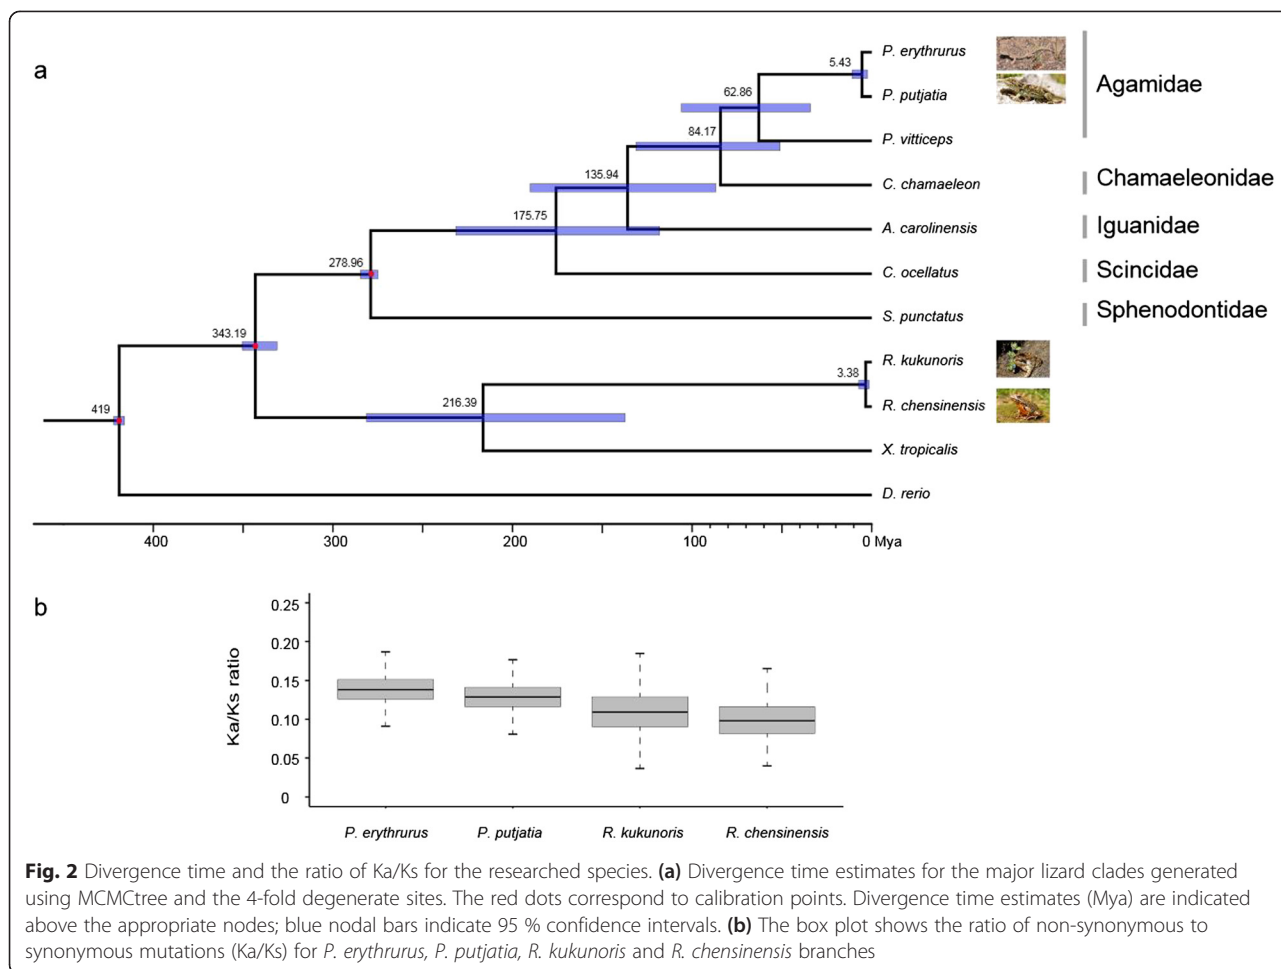 a
P. erythrurus
5.43
P. putjatia
Agamidae
62.86
P. vitticeps
84.17
C. chamaeleon
Chamaeleonidae
135.94
A. carolinensis
Iguanidae
175.75
C. ocellatus
Scincidae
278.96
S. punctatus
Sphenodontidae
343.19
R. kukunoris
3.38
R. chensinensis
216.39
419
X. tropicalis
D. rerio
400 300 200 100 0 Mya
b
Ka/Ks ratio
0.25
0.20
0.15
0.10
0.05
0
P. erythrurus P. putjatia R. kukunoris R. chensinensis
Fig. 2 Divergence time and the ratio of Ka/Ks for the researched species. (a) Divergence time estimates for the major lizard clades generated
using MCMCtree and the 4-fold degenerate sites. The red dots correspond to calibration points. Divergence time estimates (Mya) are indicated
above the appropriate nodes; blue nodal bars indicate 95 % confidence intervals. (b) The box plot shows the ratio of non-synonymous to
synonymous mutations (Ka/Ks) for P. erythrurus, P. putjatia, R. kukunoris and R. chensinensis branches